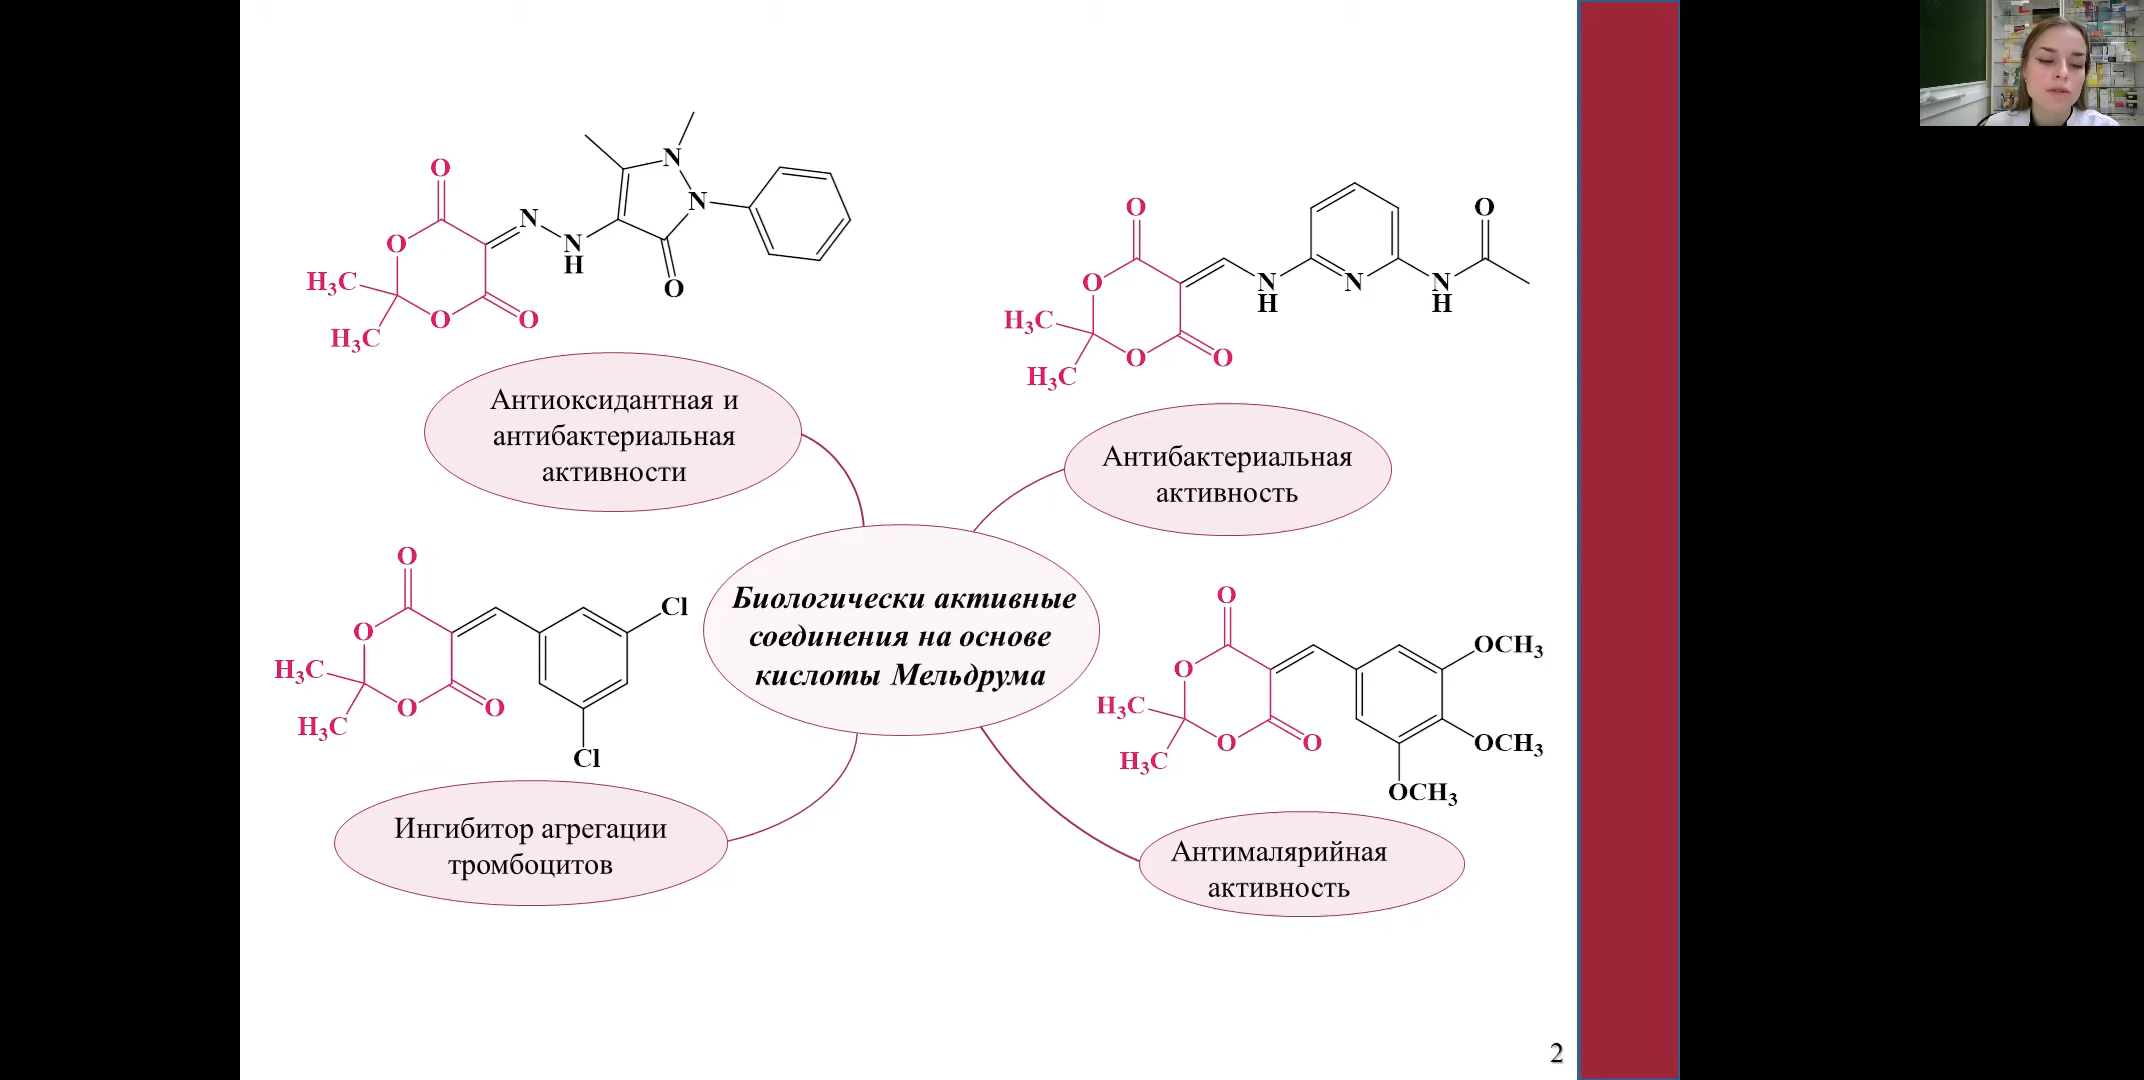 O
N
N
N
O
N
H
H₃C
O
O
O
H₃C
O
O
O
H₃C
O
O
N
H
N
N
H
H₃C
Антиоксидантная и
антибактериальная
активности
Антибактериальная
активность
O
O
H₃C
O
O
H₃C
Cl
Cl
Биологически активные
соединения на основе
кислоты Мельдрума
O
O
H₃C
O
O
H₃C
OCH₃
OCH₃
OCH₃
Ингибитор агрегации
тромбоцитов
Антималярийная
активность
2